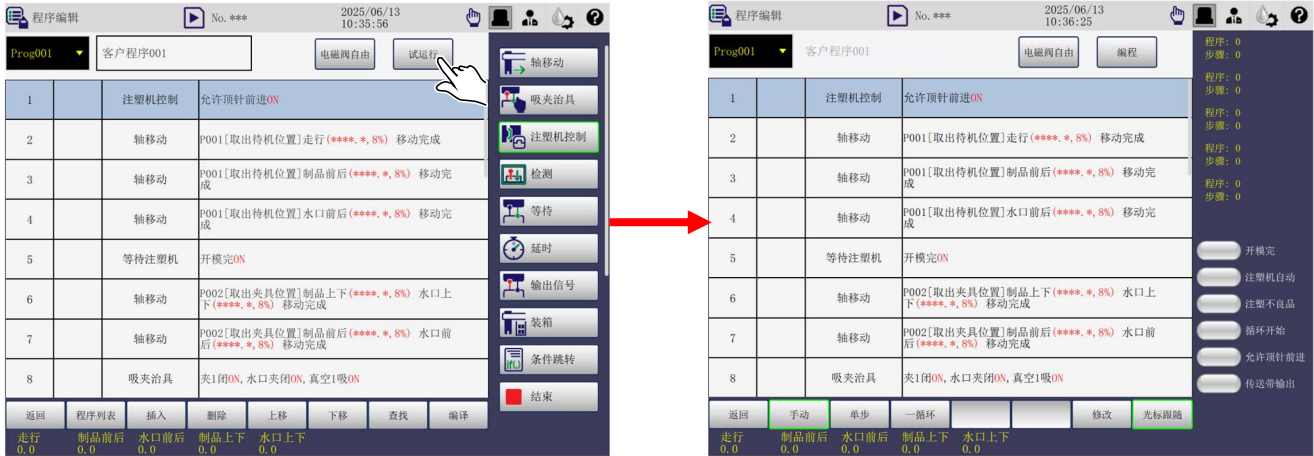 程序编辑
No. ***
2025/06/13
10:35:56
Prog001
客户程序001
电磁阀自由
试运行
1 注塑机控制 允许顶针前进ON
2 轴移动 P001[取出待机位置]走行(****.*,8%) 移动完成
3 轴移动 P001[取出待机位置]制品前后(****.*,8%) 移动完
成
4 轴移动 P001[取出待机位置]水口前后(****.*,8%) 移动完
成
5 等待注塑机 开模完ON
6 轴移动 P002[取出夹具位置]制品上下(****.*,8%) 水口上
下(****.*,8%) 移动完成
7 轴移动 P002[取出夹具位置]制品前后(****.*,8%) 水口前
后(****.*,8%) 移动完成
8 吸夹治具 夹1闭ON,水口夹闭ON,真空1吸ON
轴移动
吸夹治具
注塑机控制
检测
等待
延时
输出信号
装箱
if()
条件跳转
结束
返回 程序列表 插入 删除 上移 下移 查找 编译
走行 制品前后 水口前后 制品上下 水口上下
0.0 0.0 0.0 0.0 0.0
程序编辑
No. ***
2025/06/13
10:36:25
Prog001
客户程序001
电磁阀自由
编程
1 注塑机控制 允许顶针前进ON
2 轴移动 P001[取出待机位置]走行(****.*,8%) 移动完成
3 轴移动 P001[取出待机位置]制品前后(****.*,8%) 移动完
成
4 轴移动 P001[取出待机位置]水口前后(****.*,8%) 移动完
成
5 等待注塑机 开模完ON
6 轴移动 P002[取出夹具位置]制品上下(****.*,8%) 水口上
下(****.*,8%) 移动完成
7 轴移动 P002[取出夹具位置]制品前后(****.*,8%) 水口前
后(****.*,8%) 移动完成
8 吸夹治具 夹1闭ON,水口夹闭ON,真空1吸ON
程序: 0
步骤: 0
程序: 0
步骤: 0
程序: 0
步骤: 0
程序: 0
步骤: 0
程序: 0
步骤: 0
开模完
注塑机自动
注塑不良品
循环开始
允许顶针前进
传送带输出
返回 手动 单步 一循环 修改 光标跟随
走行 制品前后 水口前后 制品上下 水口上下
0.0 0.0 0.0 0.0 0.0